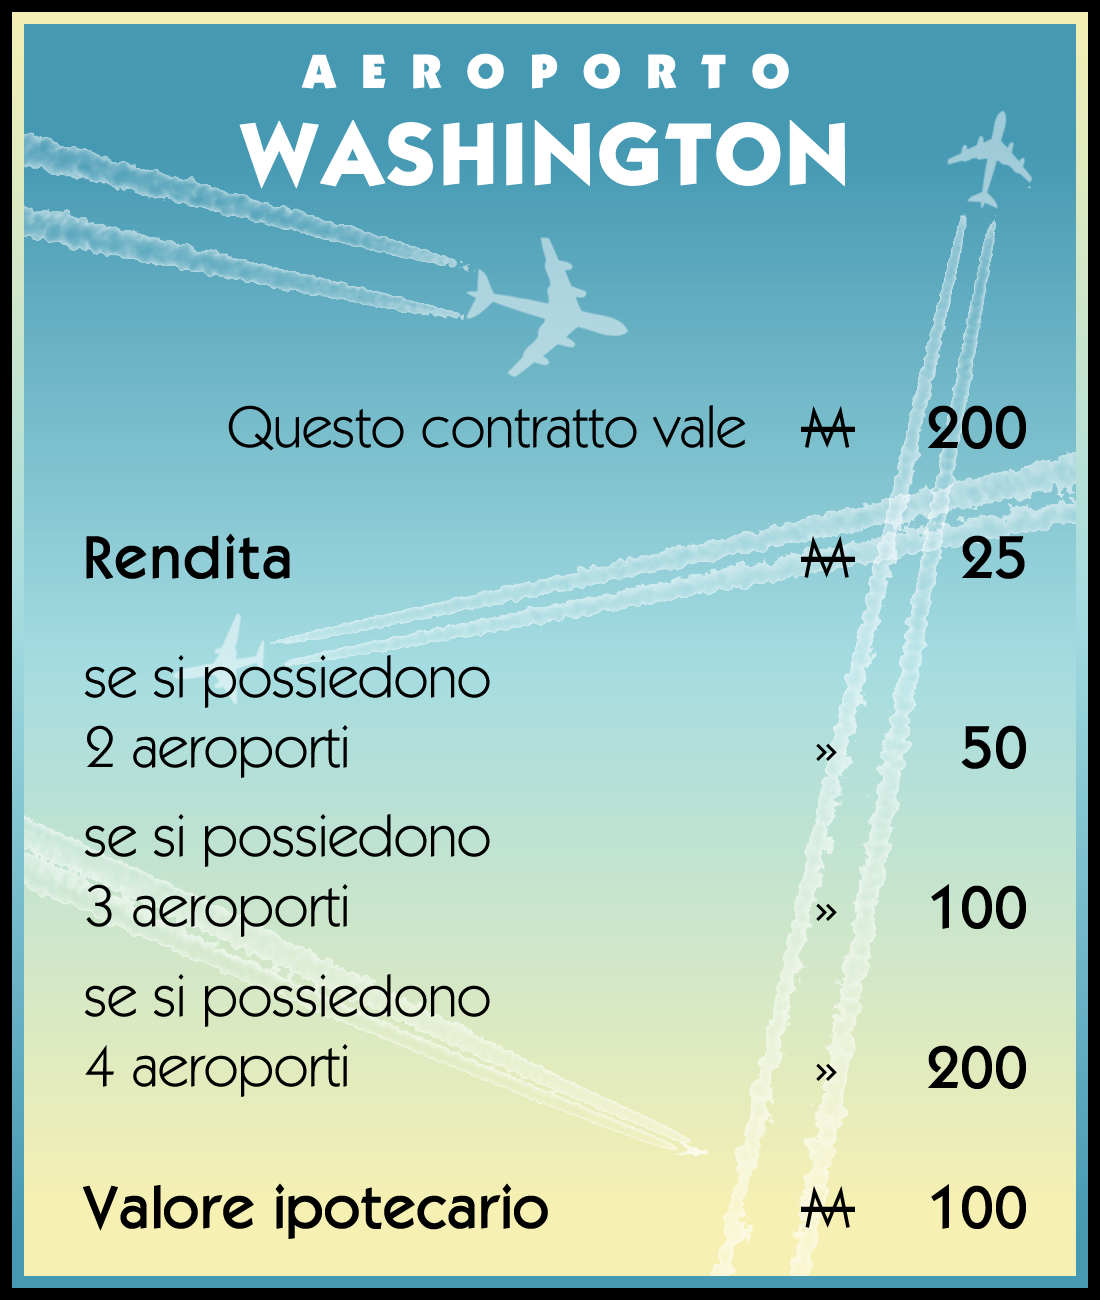 AEROPORTO
WASHINGTON
Questo contratto vale M 200
Rendita M 25
se si possiedono
2 aeroporti » 50
se si possiedono
3 aeroporti » 100
se si possiedono
4 aeroporti » 200
Valore ipotecario M 100